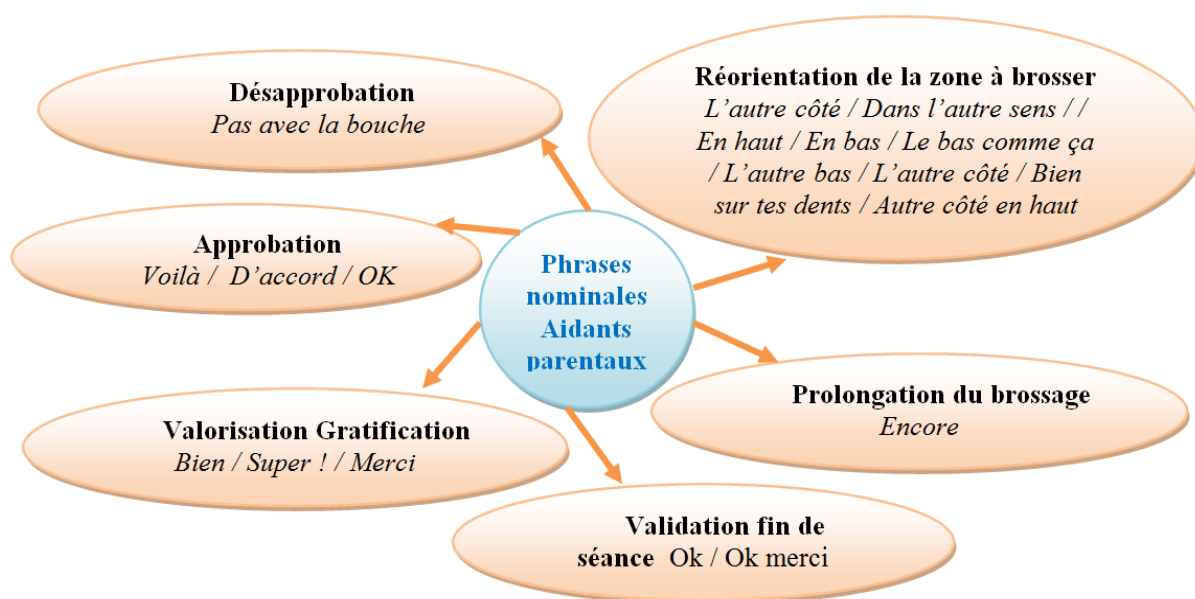 Désapprobation
Pas avec la bouche
Réorientation de la zone à brosser
L'autre côté / Dans l'autre sens / /
En haut / En bas / Le bas comme ça
/ L'autre bas / L'autre côté / Bien
sur tes dents / Autre côté en haut
Approbation
Voilà / D'accord / OK
Phrases
nominales
Aidants
parentaux
Prolongation du brossage
Encore
Valorisation Gratification
Bien / Super ! / Merci
Validation fin de
séance Ok / Ok merci